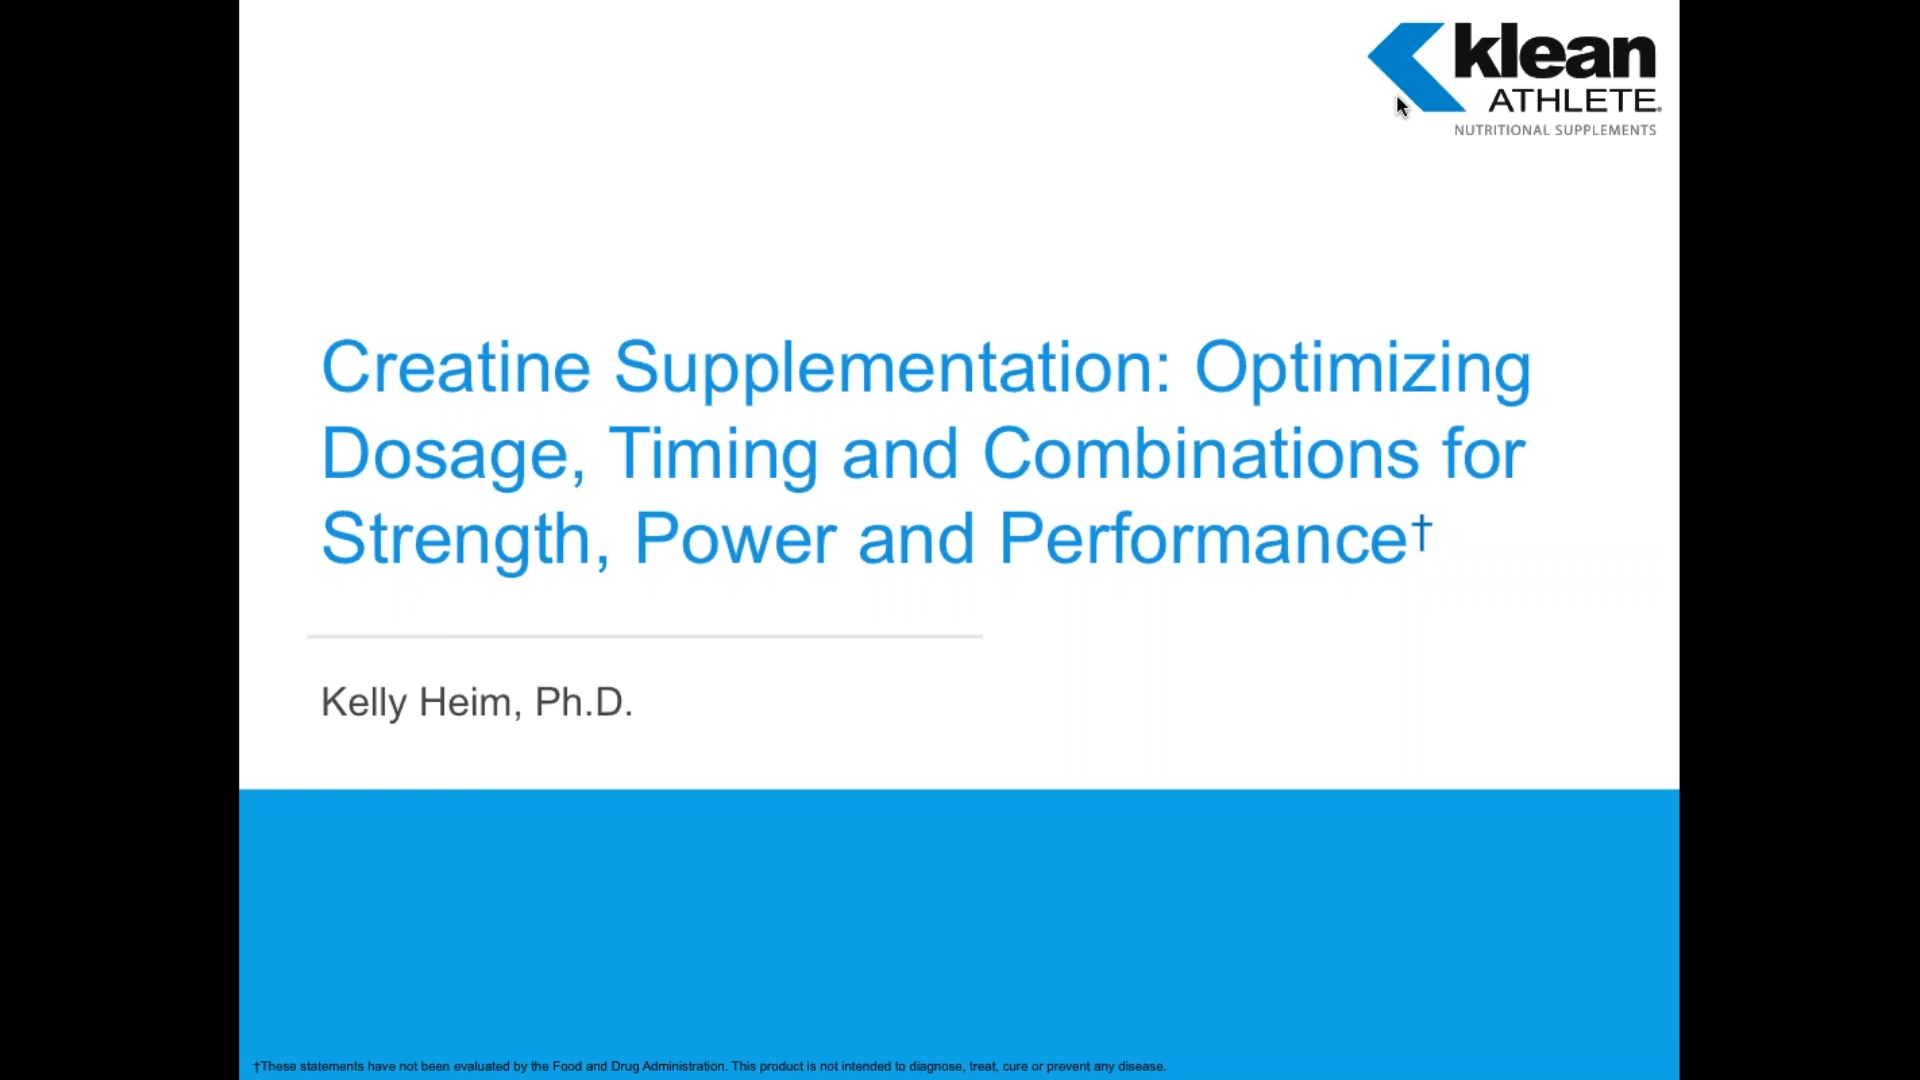 klean
ATHLETE®
NUTRITIONAL SUPPLEMENTS
Creatine Supplementation: Optimizing
Dosage, Timing and Combinations for
Strength, Power and Performance†
Kelly Heim, Ph.D.
†These statements have not been evaluated by the Food and Drug Administration. This product is not intended to diagnose, treat, cure or prevent any disease.